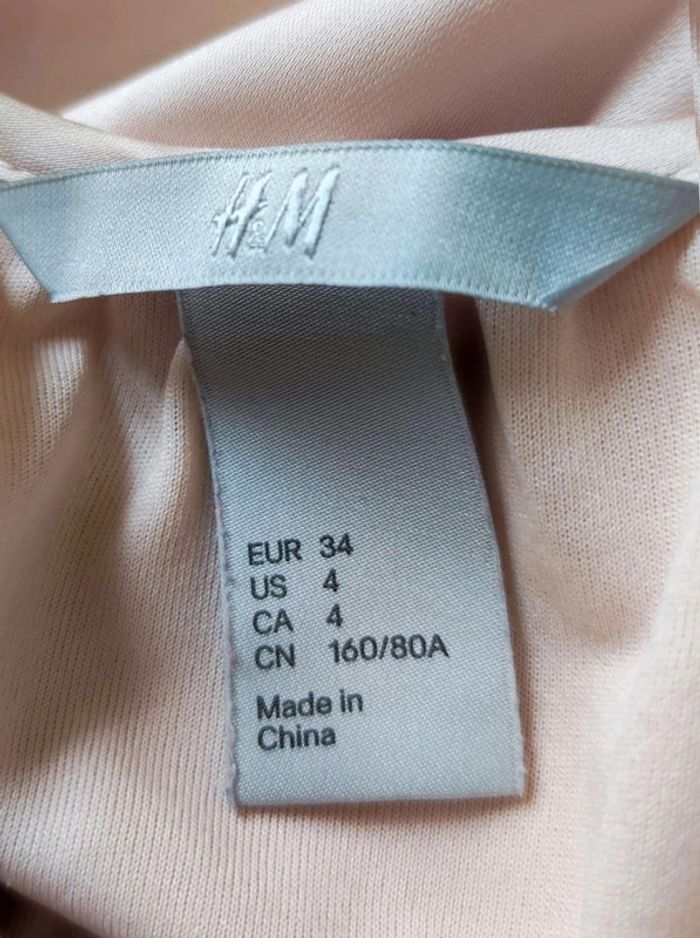 H&M
EUR 34
US 4
CA 4
CN 160/80A
Made in
China